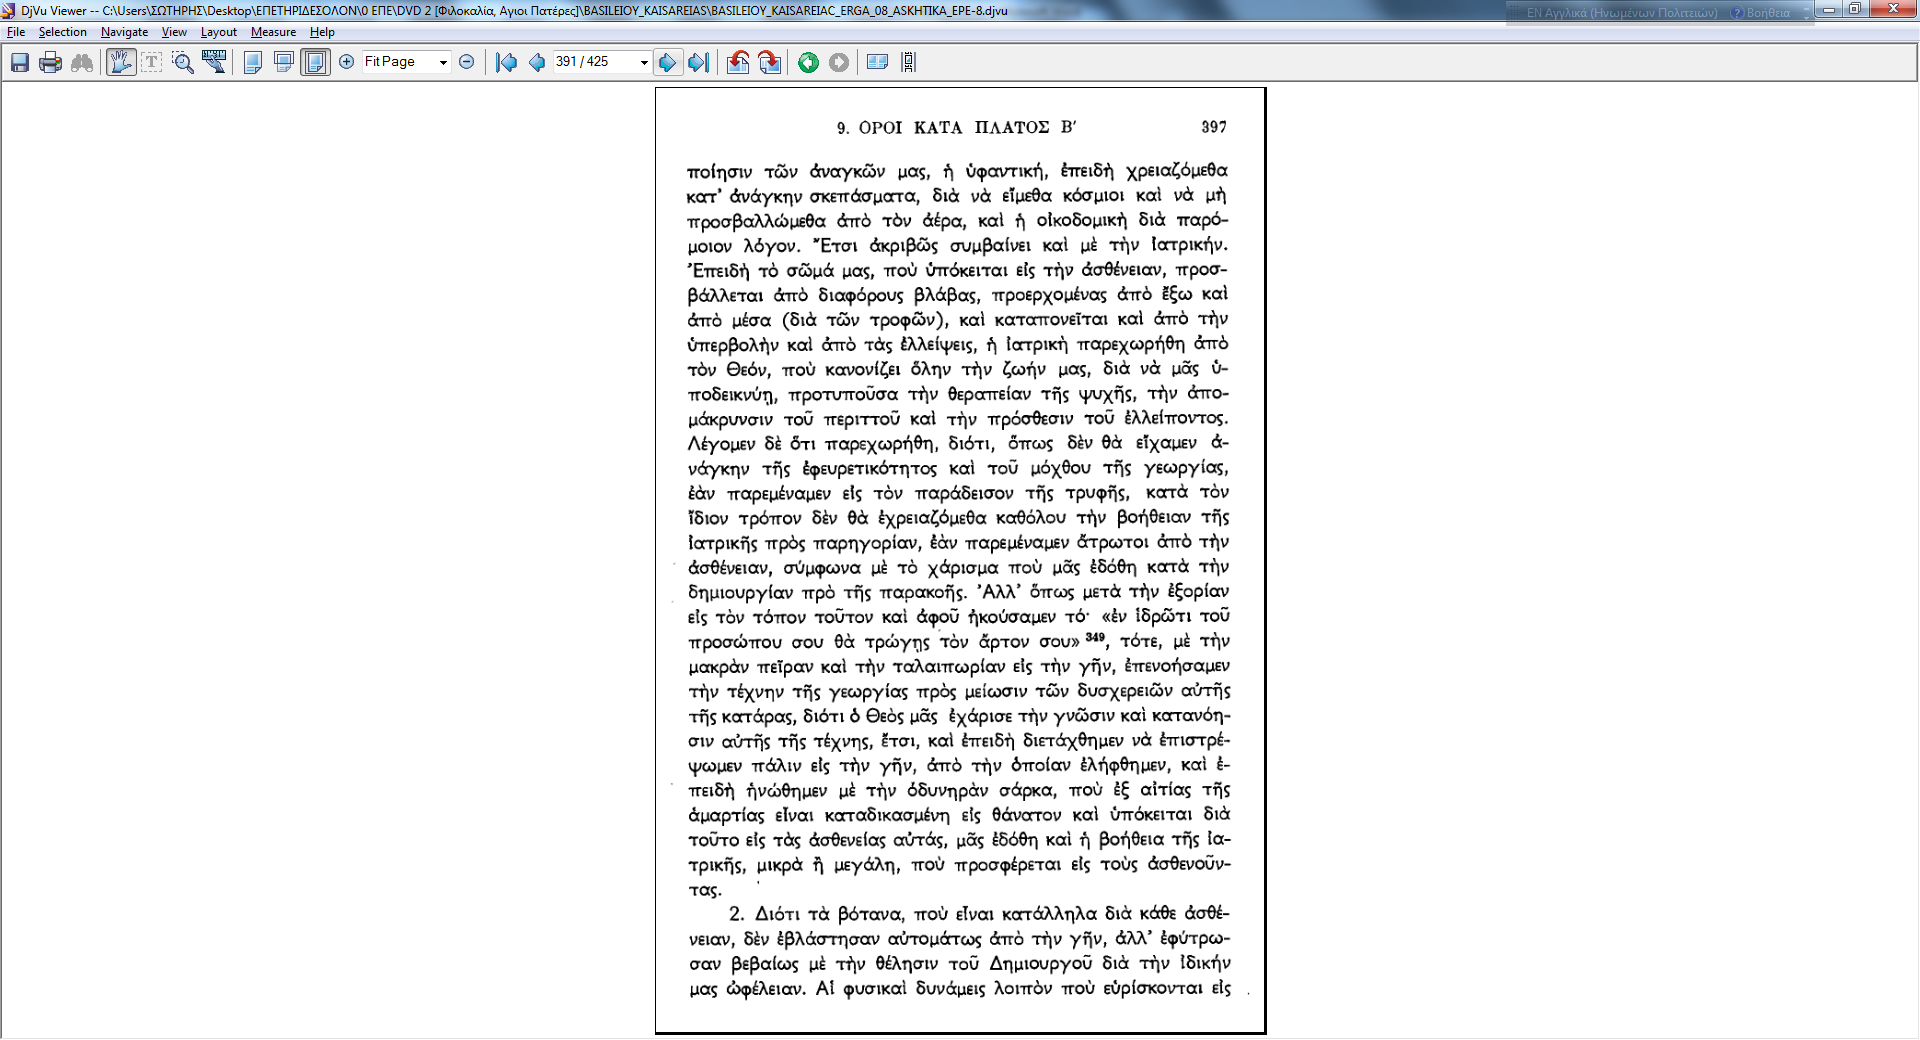 DjVu Viewer -- C:\Users\ΣΩΤΗΡΗΣ\Desktop\ΕΠΕΤΗΡΙΔΕΣΟΛΟΝ\0 ΕΠΕ\DVD 2 [Φιλοκαλία, Αγιοι Πατέρες]\BASILEIOY_KAISAREIAS\BASILEIOY_KAISAREIAC_ERGA_08_ASKHTIKA_EPE-8.djvu
EN Αγγλικά (Ηνωμένων Πολιτειών) Βοήθεια
File Selection Navigate View Layout Measure Help
Fit Page 391 / 425
9. ΟΡΟΙ ΚΑΤΑ ΠΛΑΤΟΣ Β′ 397
ποίησιν τῶν ἀναγκῶν μας, ἡ ὑφαντική, ἐπειδὴ χρειαζόμεθα
κατ’ ἀνάγκην σκεπάσματα, διὰ νὰ εἴμεθα κόσμιοι καὶ νὰ μὴ
προσβαλλώμεθα ἀπὸ τὸν ἀέρα, καὶ ἡ οἰκοδομικὴ διὰ παρό-
μοιον λόγον. Ἔτσι ἀκριβῶς συμβαίνει καὶ μὲ τὴν ἰατρικήν.
Ἐπειδὴ τὸ σῶμά μας, ποὺ ὑπόκειται εἰς τὴν ἀσθένειαν, προσ-
βάλλεται ἀπὸ διαφόρους βλάβας, προερχομένας ἀπὸ ἔξω καὶ
ἀπὸ μέσα (διὰ τῶν τροφῶν), καὶ καταπονεῖται καὶ ἀπὸ τὴν
ὑπερβολὴν καὶ ἀπὸ τὰς ἐλλείψεις, ἡ ἰατρικὴ παρεχωρήθη ἀπὸ
τὸν Θεόν, ποὺ κανονίζει ὅλην τὴν ζωήν μας, διὰ νὰ μᾶς ὑ-
ποδεικνύῃ, προτυποῦσα τὴν θεραπείαν τῆς ψυχῆς, τὴν ἀπο-
μάκρυνσιν τοῦ περιττοῦ καὶ τὴν πρόσθεσιν τοῦ ἐλλείποντος.
Λέγομεν δὲ ὅτι παρεχωρήθη, διότι, ὅπως δὲν θὰ εἴχαμεν ἀ-
νάγκην τῆς ἐφευρετικότητος καὶ τοῦ μόχθου τῆς γεωργίας,
ἐὰν παρεμέναμεν εἰς τὸν παράδεισον τῆς τρυφῆς, κατὰ τὸν
ἴδιον τρόπον δὲν θὰ ἐχρειαζόμεθα καθόλου τὴν βοήθειαν τῆς
ἰατρικῆς πρὸς παρηγορίαν, ἐὰν παρεμέναμεν ἄτρωτοι ἀπὸ τὴν
ἀσθένειαν, σύμφωνα μὲ τὸ χάρισμα ποὺ μᾶς ἐδόθη κατὰ τὴν
δημιουργίαν πρὸ τῆς παρακοῆς. Ἀλλ’ ὅπως μετὰ τὴν ἐξορίαν
εἰς τὸν τόπον τοῦτον καὶ ἀφοῦ ἠκούσαμεν τό· «ἐν ἱδρῶτι τοῦ
προσώπου σου θὰ τρώγῃς τὸν ἄρτον σου» 349, τότε, μὲ τὴν
μακρὰν πεῖραν καὶ τὴν ταλαιπωρίαν εἰς τὴν γῆν, ἐπενοήσαμεν
τὴν τέχνην τῆς γεωργίας πρὸς μείωσιν τῶν δυσχερειῶν αὐτῆς
τῆς κατάρας, διότι ὁ Θεὸς μᾶς ἐχάρισε τὴν γνῶσιν καὶ κατανόη-
σιν αὐτῆς τῆς τέχνης, ἔτσι, καὶ ἐπειδὴ διετάχθημεν νὰ ἐπιστρέ-
ψωμεν πάλιν εἰς τὴν γῆν, ἀπὸ τὴν ὁποίαν ἐλήφθημεν, καὶ ἐ-
πειδὴ ἡνώθημεν μὲ τὴν ὀδυνηρὰν σάρκα, ποὺ ἐξ αἰτίας τῆς
ἁμαρτίας εἶναι καταδικασμένη εἰς θάνατον καὶ ὑπόκειται διὰ
τοῦτο εἰς τὰς ἀσθενείας αὐτάς, μᾶς ἐδόθη καὶ ἡ βοήθεια τῆς ἰα-
τρικῆς, μικρὰ ἢ μεγάλη, ποὺ προσφέρεται εἰς τοὺς ἀσθενοῦν-
τας.
2. Διότι τὰ βότανα, ποὺ εἶναι κατάλληλα διὰ κάθε ἀσθέ-
νειαν, δὲν ἐβλάστησαν αὐτομάτως ἀπὸ τὴν γῆν, ἀλλ’ ἐφύτρω-
σαν βεβαίως μὲ τὴν θέλησιν τοῦ Δημιουργοῦ διὰ τὴν ἰδικήν
μας ὠφέλειαν. Αἱ φυσικαὶ δυνάμεις λοιπὸν ποὺ εὑρίσκονται εἰς